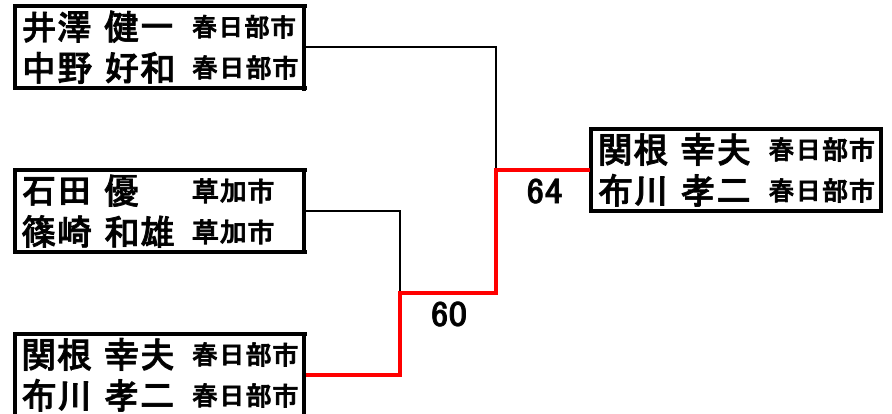 井澤 健一 春日部市
中野 好和 春日部市
関根 幸夫 春日部市
布川 孝二 春日部市
64
石田 優 草加市
篠崎 和雄 草加市
60
関根 幸夫 春日部市
布川 孝二 春日部市